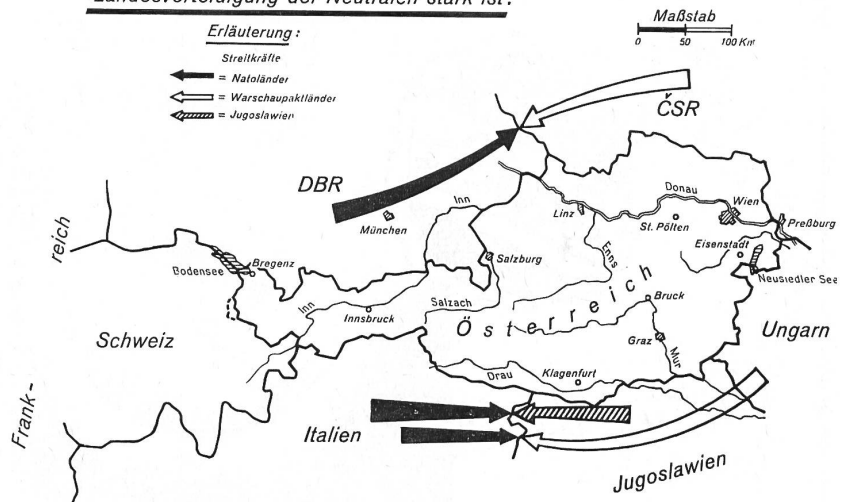 Landesverteidigung der Neutralen stark ist.
Maßstab
0 50 100 Km
Erläuterung :
Streitkräfte
= Natoländer
= Warschaupaktländer
= Jugoslawien
ČSR
DBR
Inn
Donau
Wien
München
Linz
St. Pölten
Preßburg
reich
Eisenstadt
Bregenz
Enns
Salzburg
Bodensee
Neusiedler See
Inn
Salzach
Bruck
Innsbruck
Österreich
Ungarn
Schweiz
Graz
Mur
Drau
Klagenfurt
Frank-
Italien
Jugoslawien